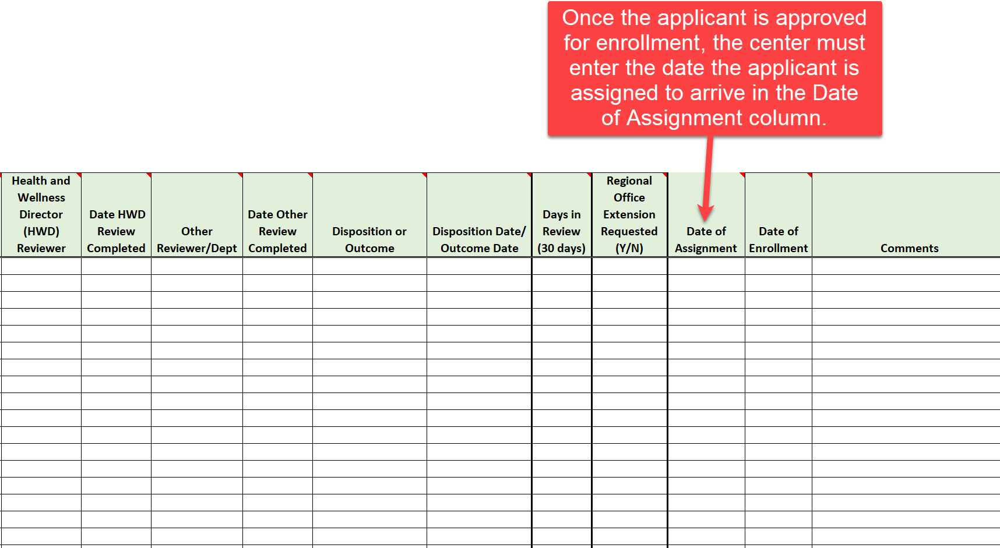 Once the applicant is approved
for enrollment, the center must
enter the date the applicant is
assigned to arrive in the Date
of Assignment column.
Health and
Wellness
Director
(HWD)
Reviewer
Date HWD
Review
Completed
Other
Reviewer/Dept
Date Other
Review
Completed
Disposition or
Outcome
Disposition Date/
Outcome Date
Days in
Review
(30 days)
Regional
Office
Extension
Requested
(Y/N)
Date of
Assignment
Date of
Enrollment
Comments